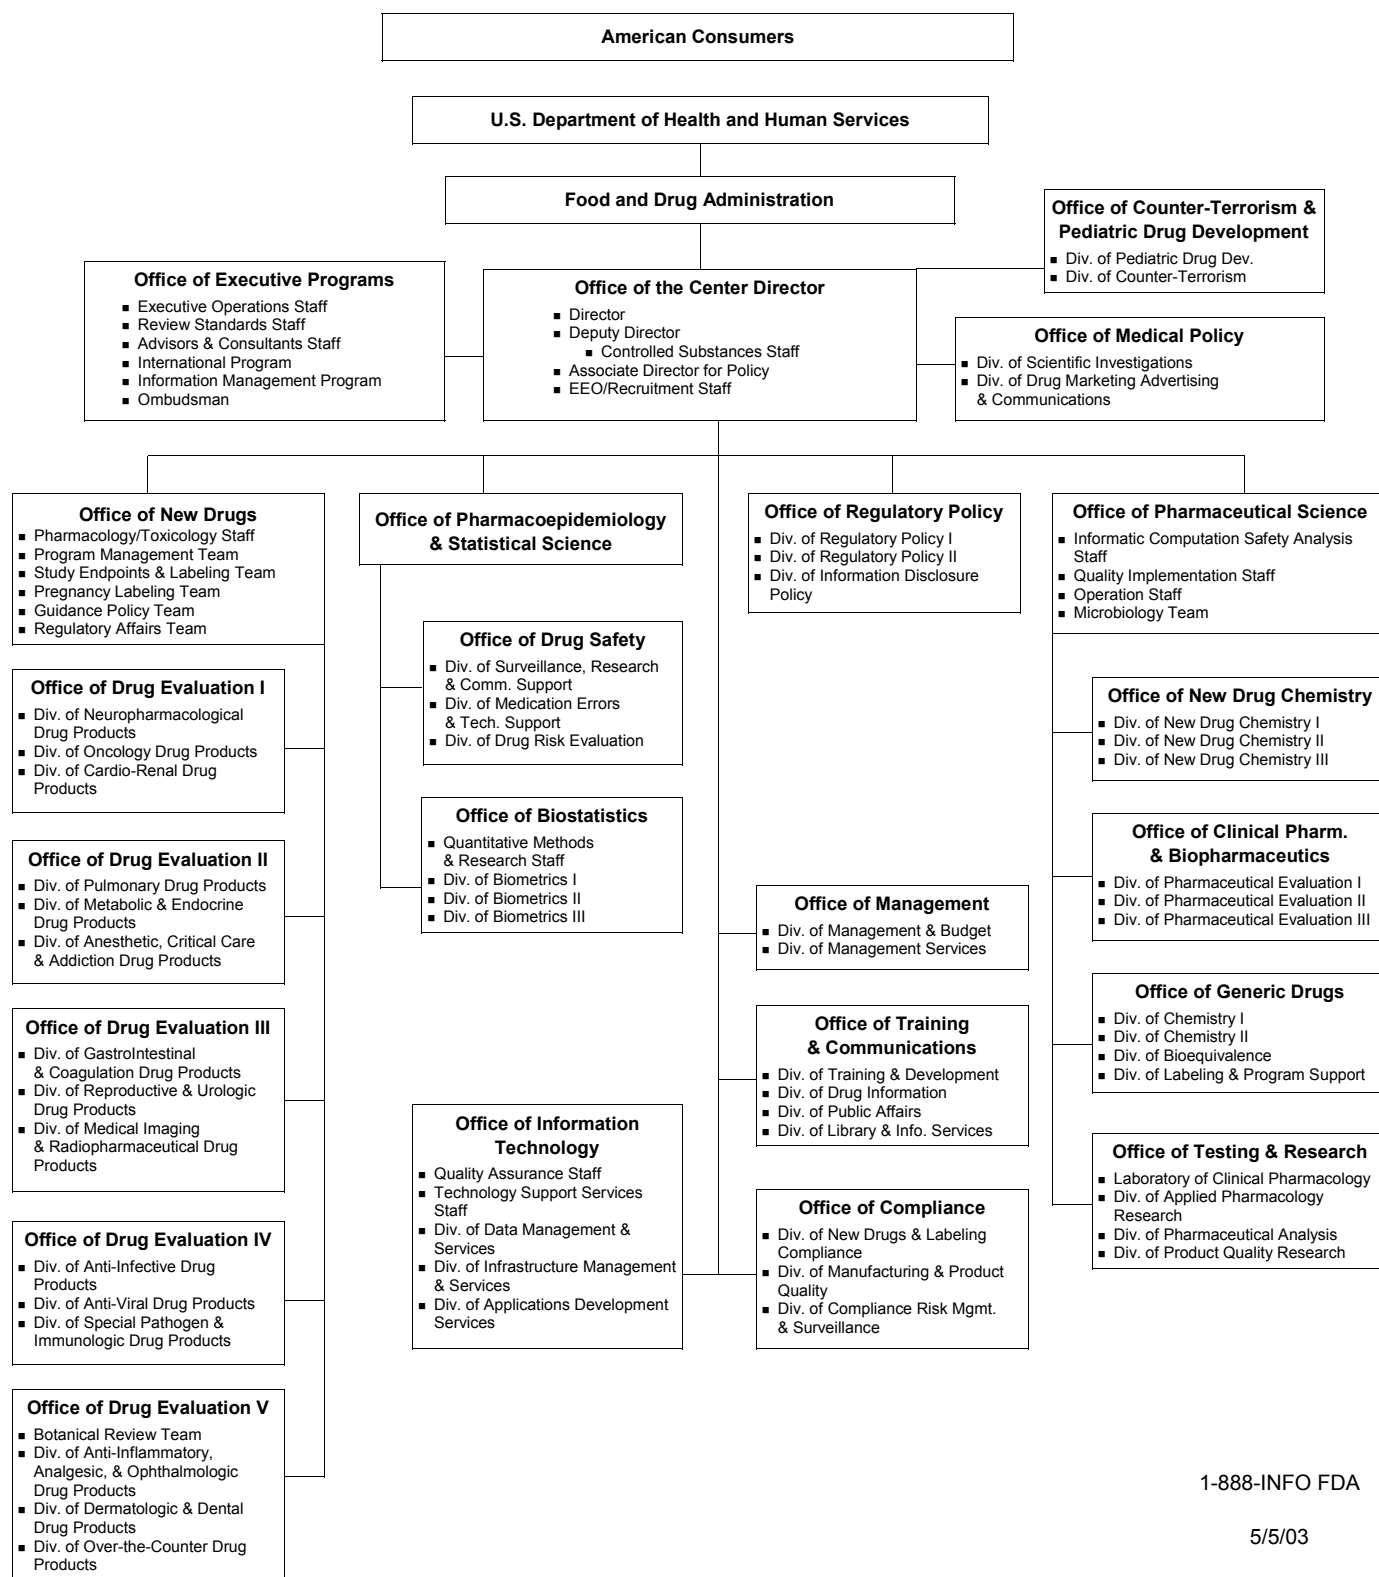 American Consumers
U.S. Department of Health and Human Services
Food and Drug Administration
Office of Counter-Terrorism &
Pediatric Drug Development
■ Div. of Pediatric Drug Dev.
■ Div. of Counter-Terrorism
Office of Executive Programs
■ Executive Operations Staff
■ Review Standards Staff
■ Advisors & Consultants Staff
■ International Program
■ Information Management Program
■ Ombudsman
Office of the Center Director
■ Director
■ Deputy Director
■ Controlled Substances Staff
■ Associate Director for Policy
■ EEO/Recruitment Staff
Office of Medical Policy
■ Div. of Scientific Investigations
■ Div. of Drug Marketing Advertising
& Communications
Office of New Drugs
■ Pharmacology/Toxicology Staff
■ Program Management Team
■ Study Endpoints & Labeling Team
■ Pregnancy Labeling Team
■ Guidance Policy Team
■ Regulatory Affairs Team
Office of Drug Evaluation I
■ Div. of Neuropharmacological
Drug Products
■ Div. of Oncology Drug Products
■ Div. of Cardio-Renal Drug
Products
Office of Drug Evaluation II
■ Div. of Pulmonary Drug Products
■ Div. of Metabolic & Endocrine
Drug Products
■ Div. of Anesthetic, Critical Care
& Addiction Drug Products
Office of Drug Evaluation III
■ Div. of GastroIntestinal
& Coagulation Drug Products
■ Div. of Reproductive & Urologic
Drug Products
■ Div. of Medical Imaging
& Radiopharmaceutical Drug
Products
Office of Drug Evaluation IV
■ Div. of Anti-Infective Drug
Products
■ Div. of Anti-Viral Drug Products
■ Div. of Special Pathogen &
Immunologic Drug Products
Office of Drug Evaluation V
■ Botanical Review Team
■ Div. of Anti-Inflammatory,
Analgesic, & Ophthalmologic
Drug Products
■ Div. of Dermatologic & Dental
Drug Products
■ Div. of Over-the-Counter Drug
Products
Office of Pharmacoepidemiology
& Statistical Science
Office of Drug Safety
■ Div. of Surveillance, Research
& Comm. Support
■ Div. of Medication Errors
& Tech. Support
■ Div. of Drug Risk Evaluation
Office of Biostatistics
■ Quantitative Methods
& Research Staff
■ Div. of Biometrics I
■ Div. of Biometrics II
■ Div. of Biometrics III
Office of Information
Technology
■ Quality Assurance Staff
■ Technology Support Services
Staff
■ Div. of Data Management &
Services
■ Div. of Infrastructure Management
& Services
■ Div. of Applications Development
Services
Office of Regulatory Policy
■ Div. of Regulatory Policy I
■ Div. of Regulatory Policy II
■ Div. of Information Disclosure
Policy
Office of Management
■ Div. of Management & Budget
■ Div. of Management Services
Office of Training
& Communications
■ Div. of Training & Development
■ Div. of Drug Information
■ Div. of Public Affairs
■ Div. of Library & Info. Services
Office of Compliance
■ Div. of New Drugs & Labeling
Compliance
■ Div. of Manufacturing & Product
Quality
■ Div. of Compliance Risk Mgmt.
& Surveillance
Office of Pharmaceutical Science
■ Informatic Computation Safety Analysis
Staff
■ Quality Implementation Staff
■ Operation Staff
■ Microbiology Team
Office of New Drug Chemistry
■ Div. of New Drug Chemistry I
■ Div. of New Drug Chemistry II
■ Div. of New Drug Chemistry III
Office of Clinical Pharm.
& Biopharmaceutics
■ Div. of Pharmaceutical Evaluation I
■ Div. of Pharmaceutical Evaluation II
■ Div. of Pharmaceutical Evaluation III
Office of Generic Drugs
■ Div. of Chemistry I
■ Div. of Chemistry II
■ Div. of Bioequivalence
■ Div. of Labeling & Program Support
Office of Testing & Research
■ Laboratory of Clinical Pharmacology
■ Div. of Applied Pharmacology
Research
■ Div. of Pharmaceutical Analysis
■ Div. of Product Quality Research
1-888-INFO FDA
5/5/03